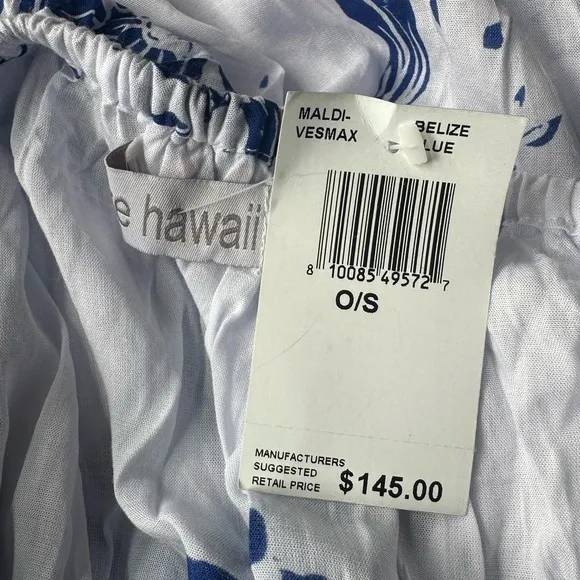 MALDI- BELIZE
VESMAX LUE
e hawaii
8 10085 49572 7
O/S
MANUFACTURERS
SUGGESTED
RETAIL PRICE $145.00